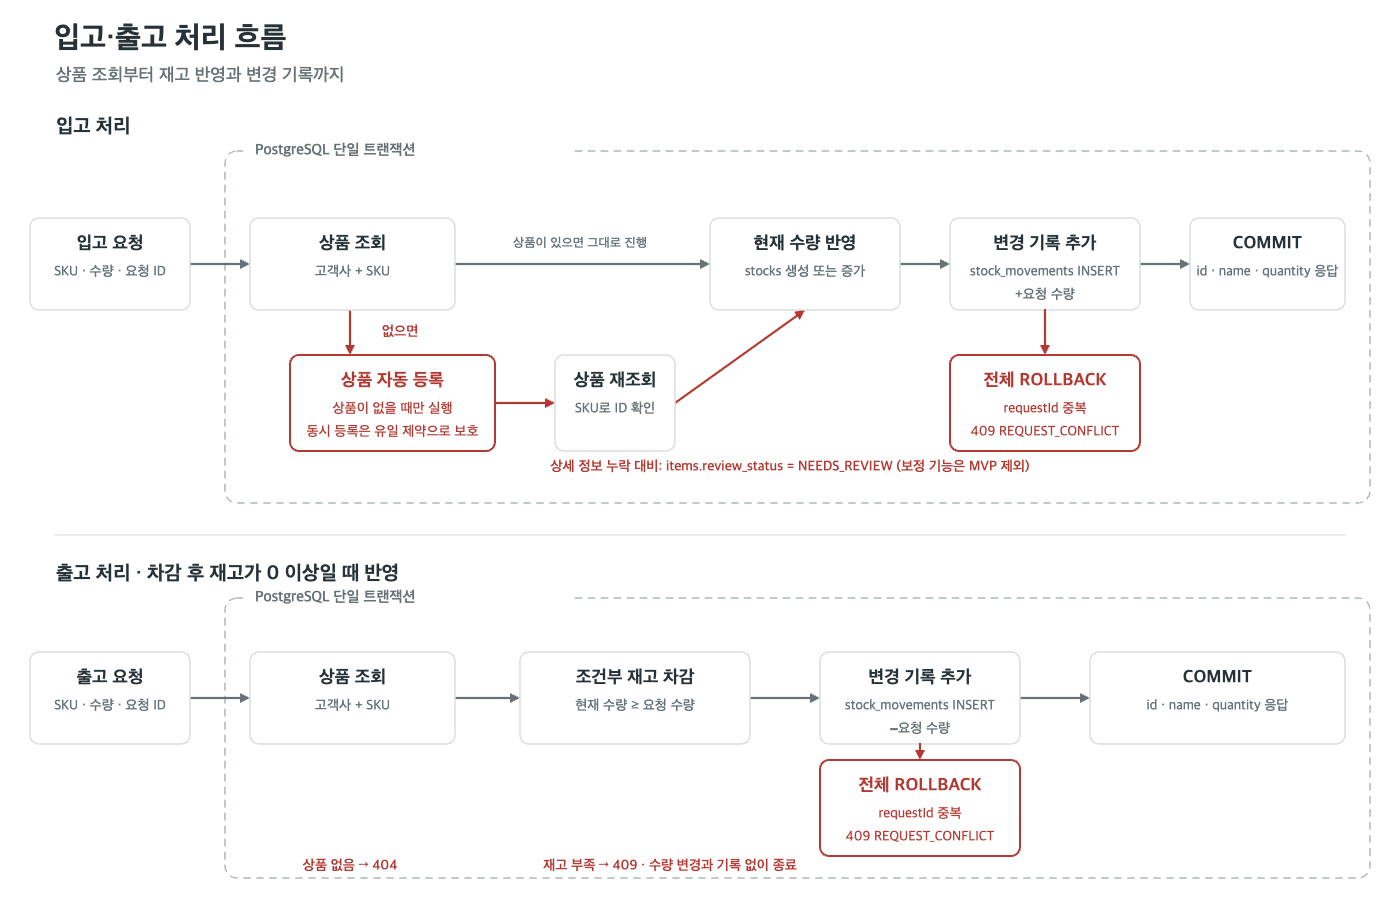 입고·출고 처리 흐름
상품 조회부터 재고 반영과 변경 기록까지
입고 처리
PostgreSQL 단일 트랜잭션
입고 요청
SKU · 수량 · 요청 ID
상품 조회
고객사 + SKU
상품이 있으면 그대로 진행
현재 수량 반영
stocks 생성 또는 증가
변경 기록 추가
stock_movements INSERT
+요청 수량
COMMIT
id · name · quantity 응답
없으면
상품 자동 등록
상품이 없을 때만 실행
동시 등록은 유일 제약으로 보호
상품 재조회
SKU로 ID 확인
전체 ROLLBACK
requestId 중복
409 REQUEST_CONFLICT
상세 정보 누락 대비: items.review_status = NEEDS_REVIEW (보정 기능은 MVP 제외)
출고 처리 · 차감 후 재고가 0 이상일 때 반영
PostgreSQL 단일 트랜잭션
출고 요청
SKU · 수량 · 요청 ID
상품 조회
고객사 + SKU
조건부 재고 차감
현재 수량 ≥ 요청 수량
변경 기록 추가
stock_movements INSERT
−요청 수량
COMMIT
id · name · quantity 응답
전체 ROLLBACK
requestId 중복
409 REQUEST_CONFLICT
상품 없음 → 404
재고 부족 → 409 · 수량 변경과 기록 없이 종료